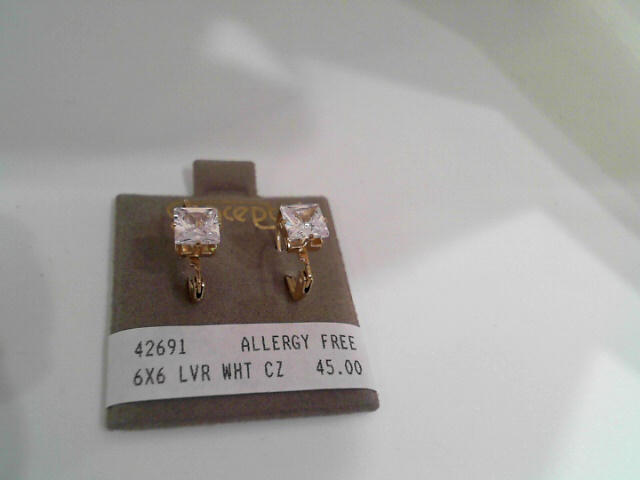 42691 ALLERGY FREE
6X6 LVR WHT CZ 45.00